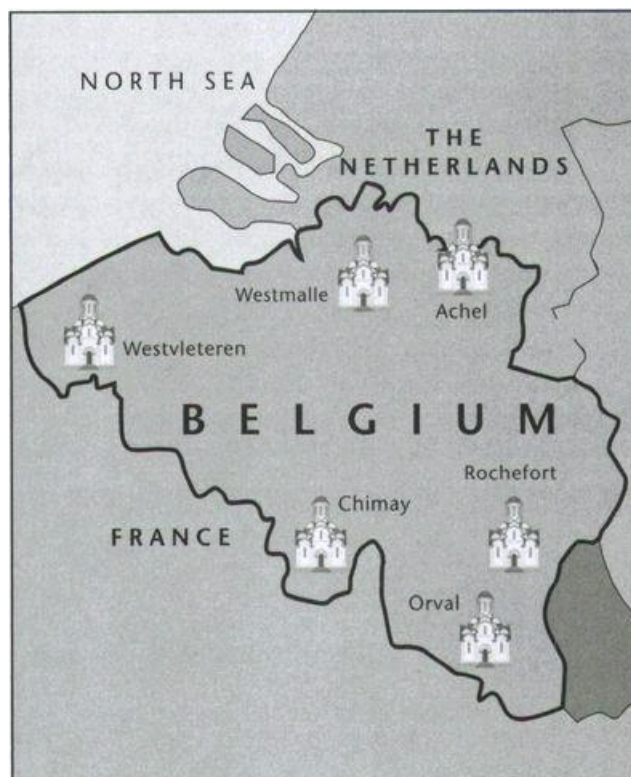 NORTH SEA
THE
NETHERLANDS
Westmalle
Achel
Westvleteren
BELGIUM
Rochefort
Chimay
FRANCE
Orval